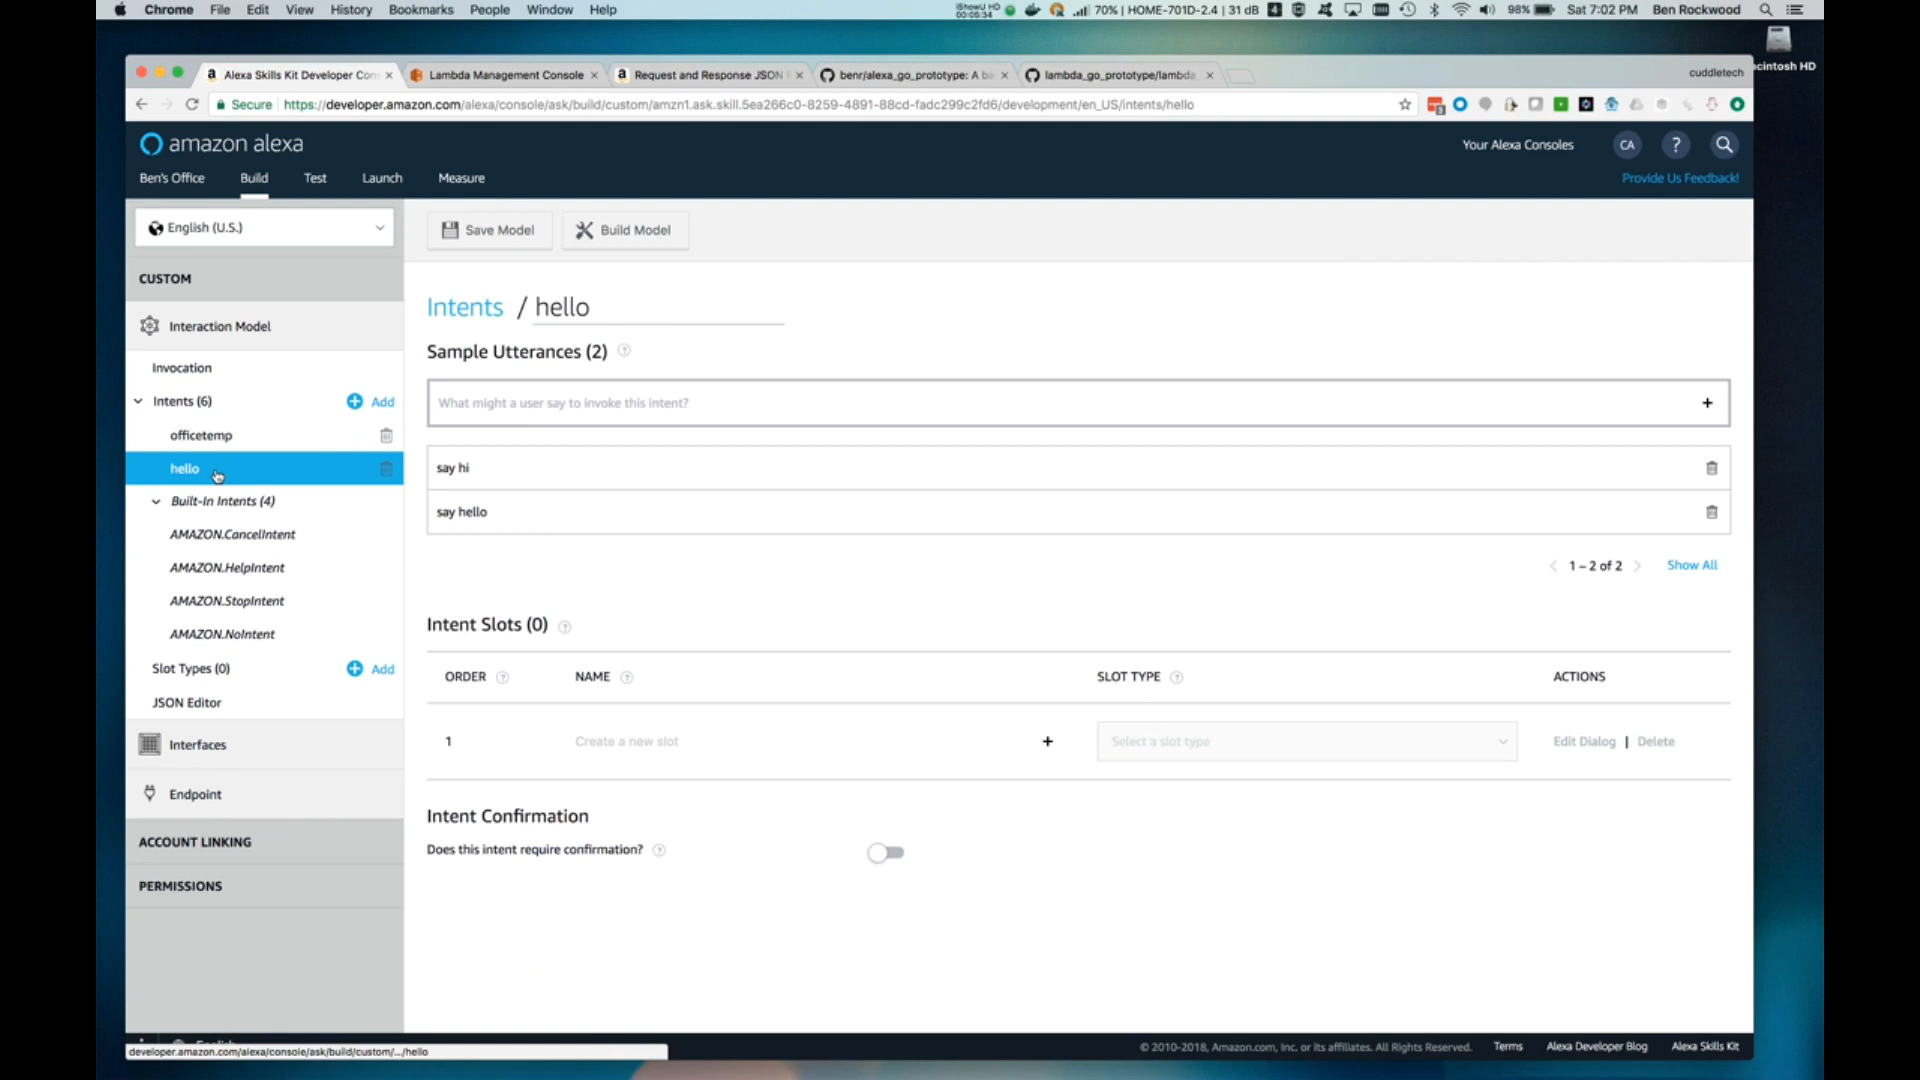 Chrome File Edit View History Bookmarks People Window Help iShowU HD 00:05:34 70% | HOME-701D-2.4 | 31 dB 4 98% Sat 7:02 PM Ben Rockwood
Macintosh HD
Alexa Skills Kit Developer Con Lambda Management Console Request and Response JSON benr/alexa_go_prototype: A ba lambda_go_prototype/lambda_ cuddletech
Secure https://developer.amazon.com/alexa/console/ask/build/custom/amzn1.ask.skill.5ea266c0-8259-4891-88cd-fadc299c2fd6/development/en_US/intents/hello
amazon alexa
Your Alexa Consoles CA ?
Ben's Office Build Test Launch Measure
Provide Us Feedback!
English (U.S.)
Save Model Build Model
CUSTOM
Interaction Model
Invocation
Intents (6) Add
officetemp
hello
Built-In Intents (4)
AMAZON.CancelIntent
AMAZON.HelpIntent
AMAZON.StopIntent
AMAZON.NoIntent
Slot Types (0) Add
JSON Editor
Interfaces
Endpoint
ACCOUNT LINKING
PERMISSIONS
Intents / hello
Sample Utterances (2) ?
What might a user say to invoke this intent? +
say hi
say hello
< 1 – 2 of 2 > Show All
Intent Slots (0) ?
ORDER ? NAME ? SLOT TYPE ? ACTIONS
1 Create a new slot + Select a slot type Edit Dialog | Delete
Intent Confirmation
Does this intent require confirmation? ?
English
developer.amazon.com/alexa/console/ask/build/custom/.../hello
© 2010-2018, Amazon.com, Inc. or its affiliates. All Rights Reserved. Terms Alexa Developer Blog Alexa Skills Kit